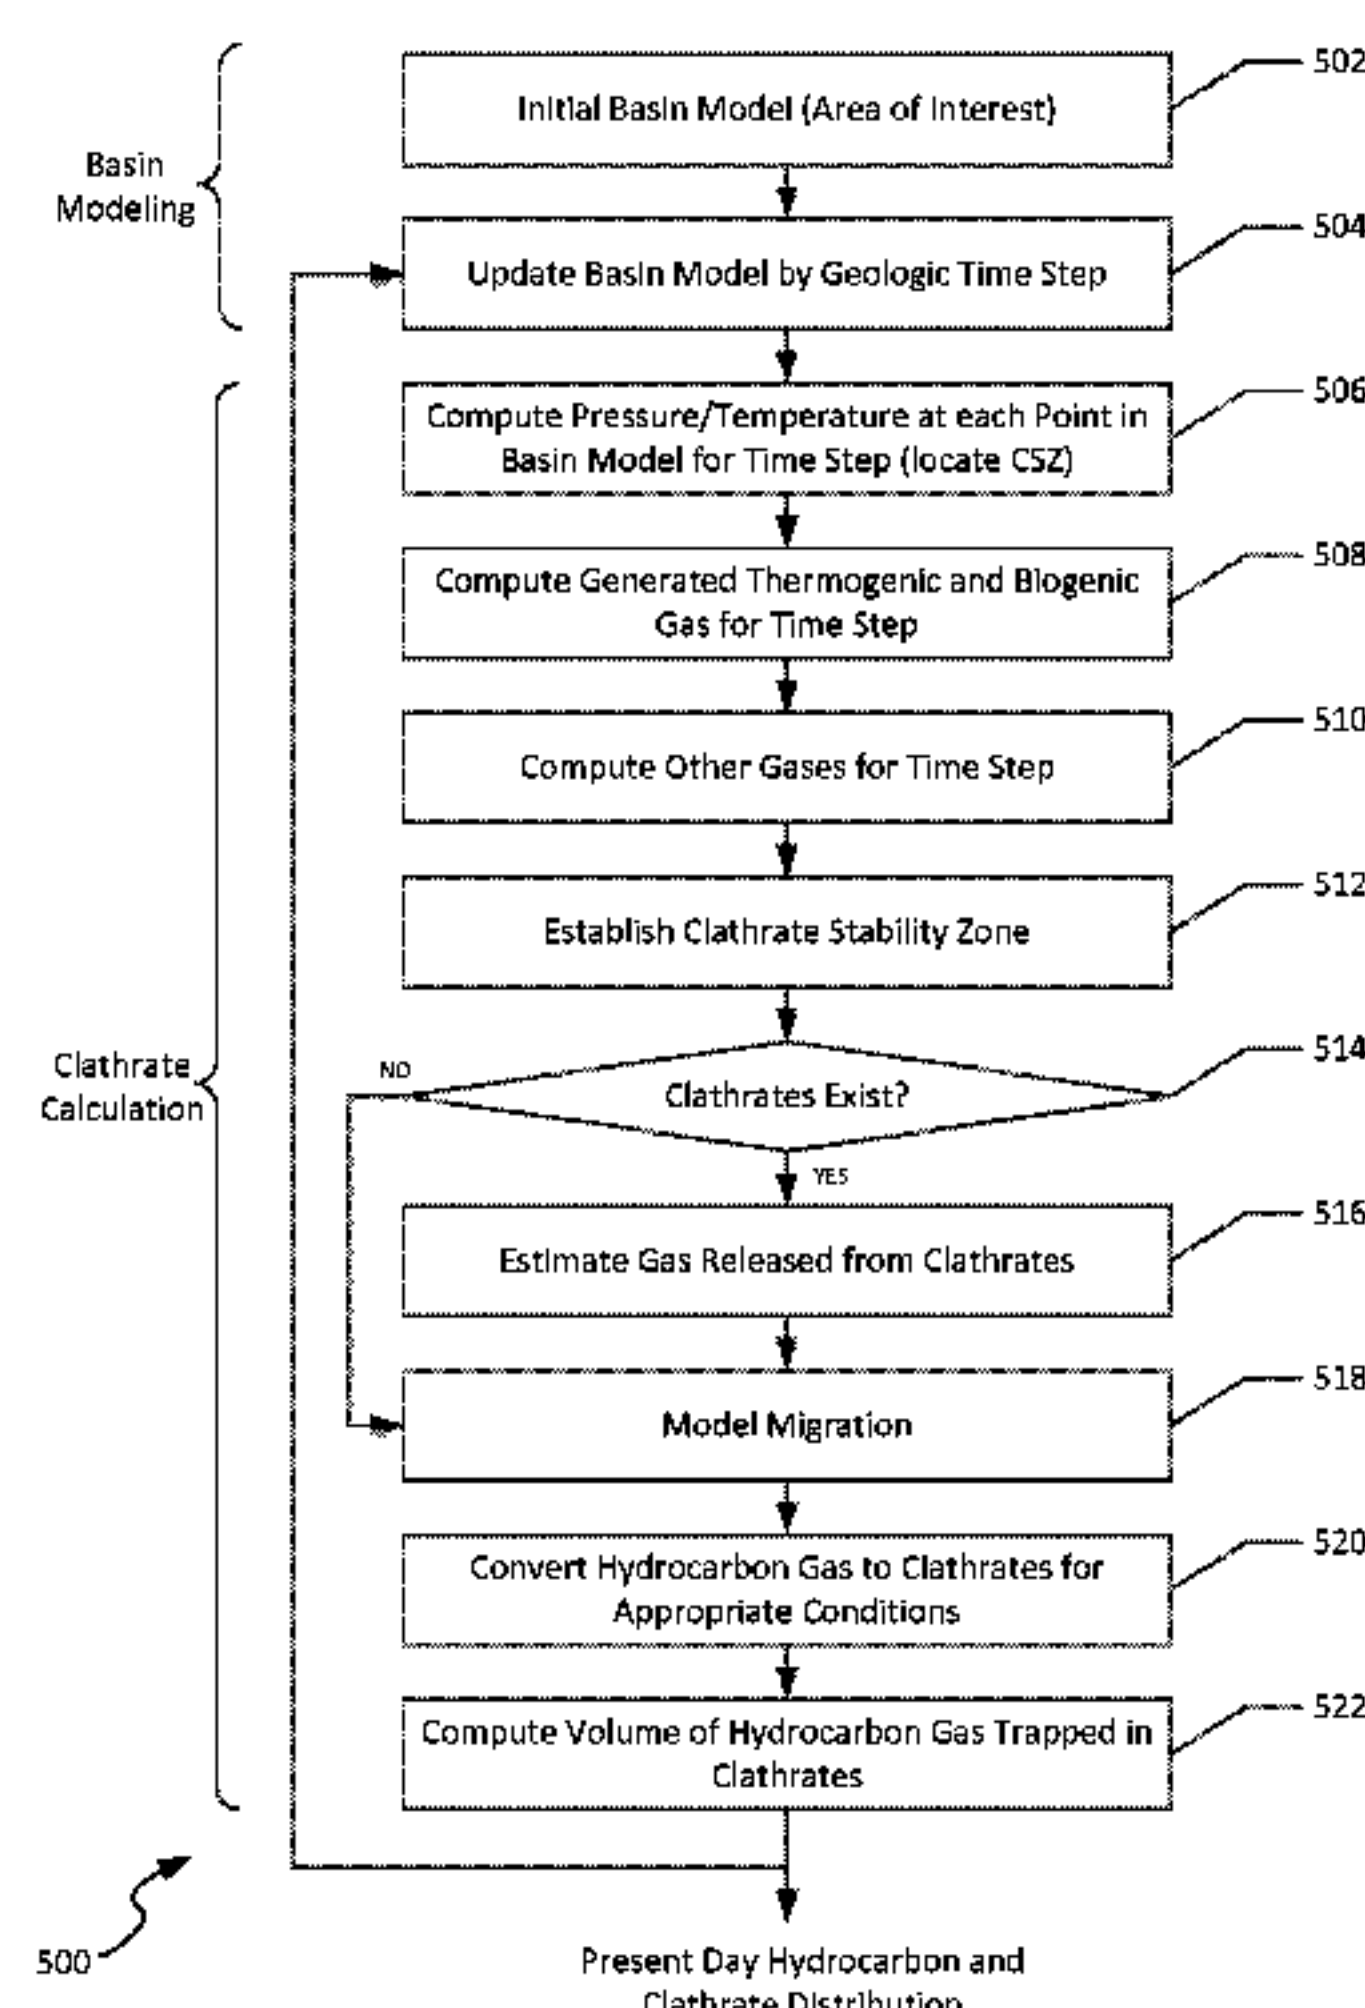 502
Initial Basin Model (Area of Interest)
Basin
Modeling
504
Update Basin Model by Geologic Time Step
506
Compute Pressure/Temperature at each Point in
Basin Model for Time Step (locate CSZ)
508
Compute Generated Thermogenic and Biogenic
Gas for Time Step
510
Compute Other Gases for Time Step
512
Establish Clathrate Stability Zone
514
NO
Clathrates Exist?
Clathrate
Calculation
YES
516
Estimate Gas Released from Clathrates
518
Model Migration
520
Convert Hydrocarbon Gas to Clathrates for
Appropriate Conditions
522
Compute Volume of Hydrocarbon Gas Trapped in
Clathrates
500
Present Day Hydrocarbon and
Clathrate Distribution